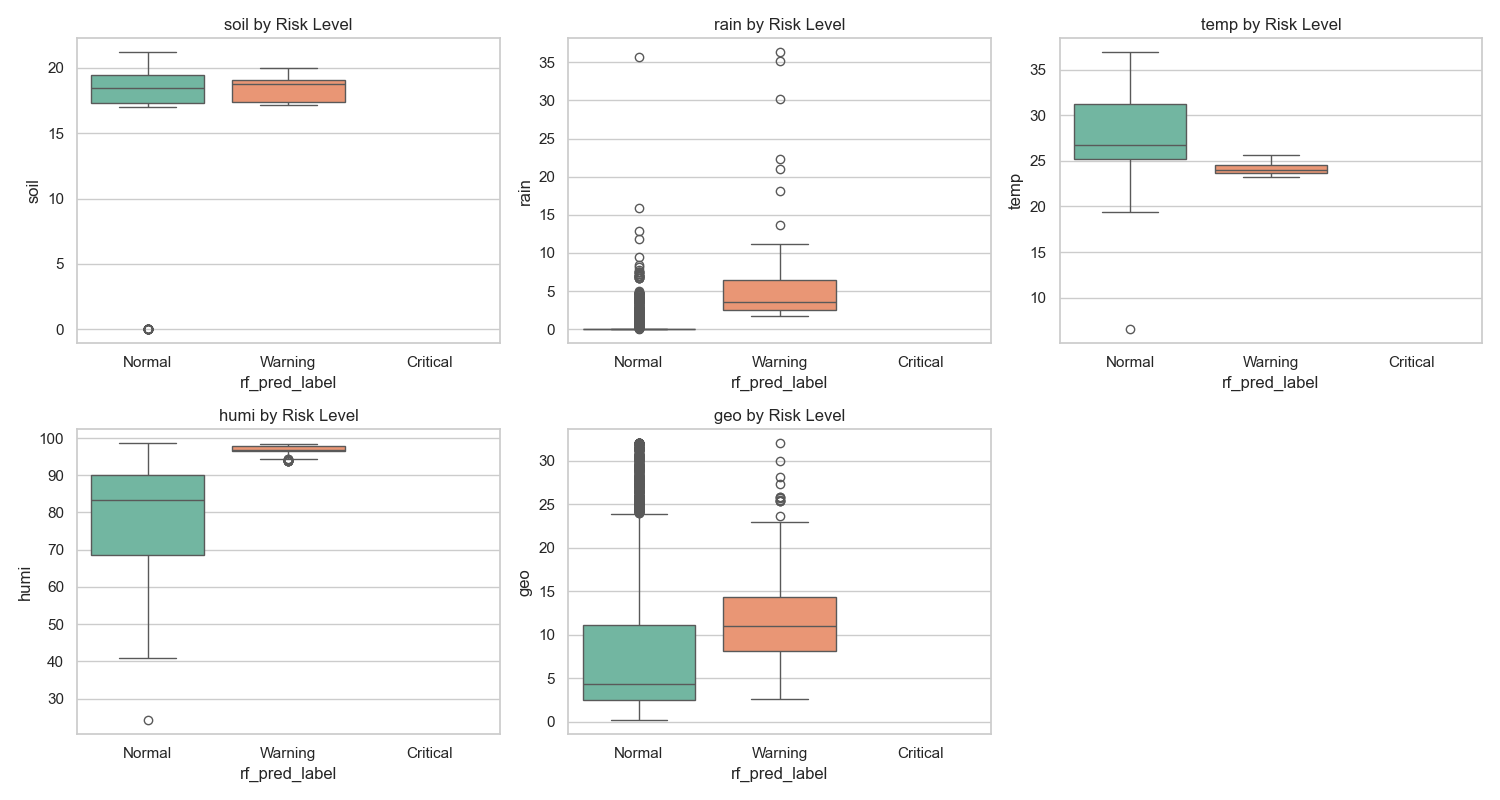 soil by Risk Level
soil
20
15
10
5
0
Normal Warning Critical
rf_pred_label
rain by Risk Level
rain
35
30
25
20
15
10
5
0
Normal Warning Critical
rf_pred_label
temp by Risk Level
temp
35
30
25
20
15
10
Normal Warning Critical
rf_pred_label
humi by Risk Level
humi
100
90
80
70
60
50
40
30
Normal Warning Critical
rf_pred_label
geo by Risk Level
geo
30
25
20
15
10
5
0
Normal Warning Critical
rf_pred_label